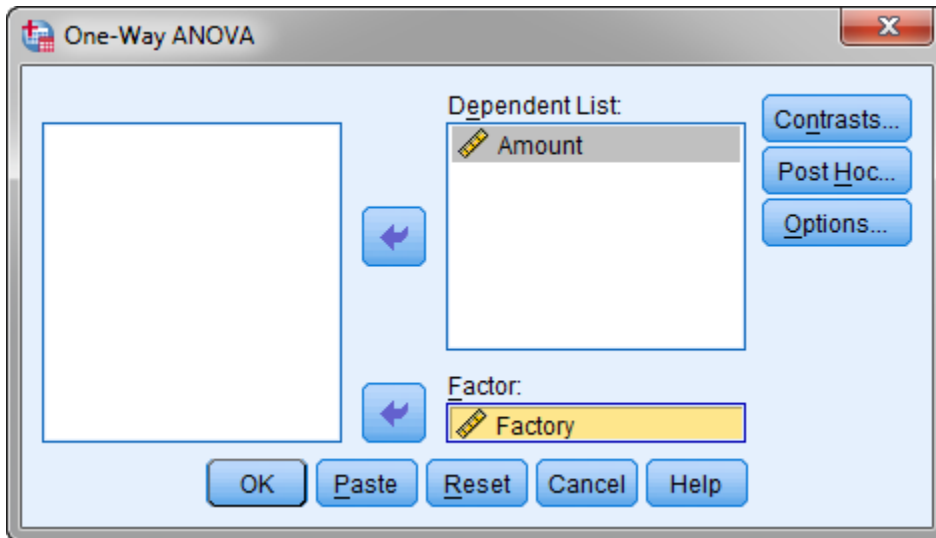 One-Way ANOVA
Dependent List:
Amount
Contrasts...
Post Hoc...
Options...
Factor:
Factory
OK
Paste
Reset
Cancel
Help